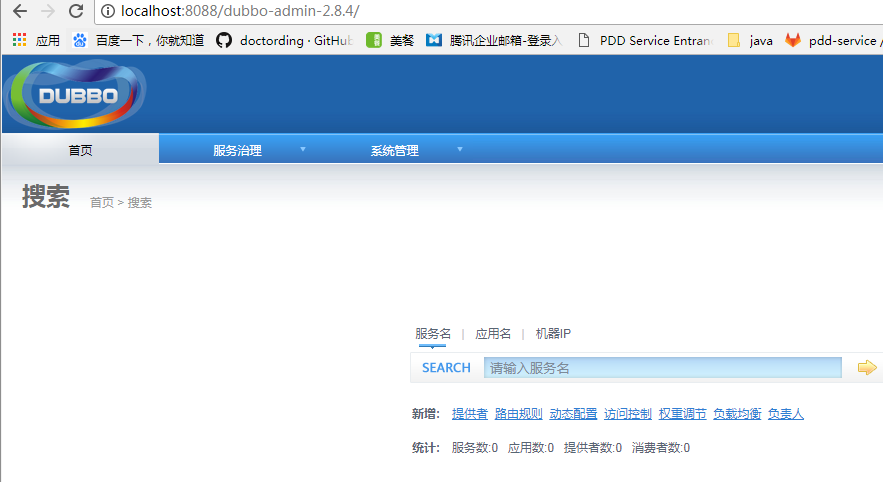 localhost:8088/dubbo-admin-2.8.4/
应用 百度一下，你就知道 doctording · GitHub 美餐 腾讯企业邮箱-登录入 PDD Service Entran java pdd-service /
DUBBO
首页 服务治理 系统管理
搜索 首页 > 搜索
服务名 | 应用名 | 机器IP
SEARCH 请输入服务名
新增: 提供者 路由规则 动态配置 访问控制 权重调节 负载均衡 负责人
统计: 服务数:0 应用数:0 提供者数:0 消费者数:0